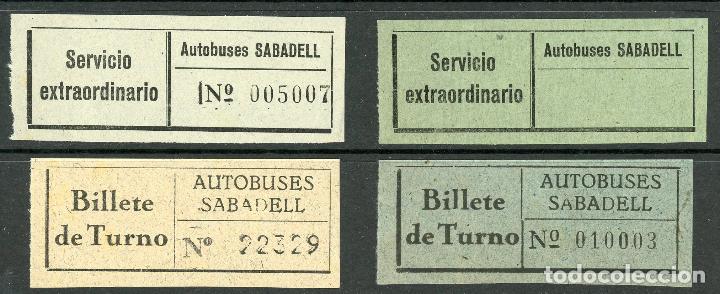 Servicio
extraordinario
Autobuses SABADELL
Nº 005007
Servicio
extraordinario
Autobuses SABADELL
Billete
de Turno
AUTOBUSES
SABADELL
Nº 22329
Billete
de Turno
AUTOBUSES
SABADELL
Nº 010003
todocoleccion.net